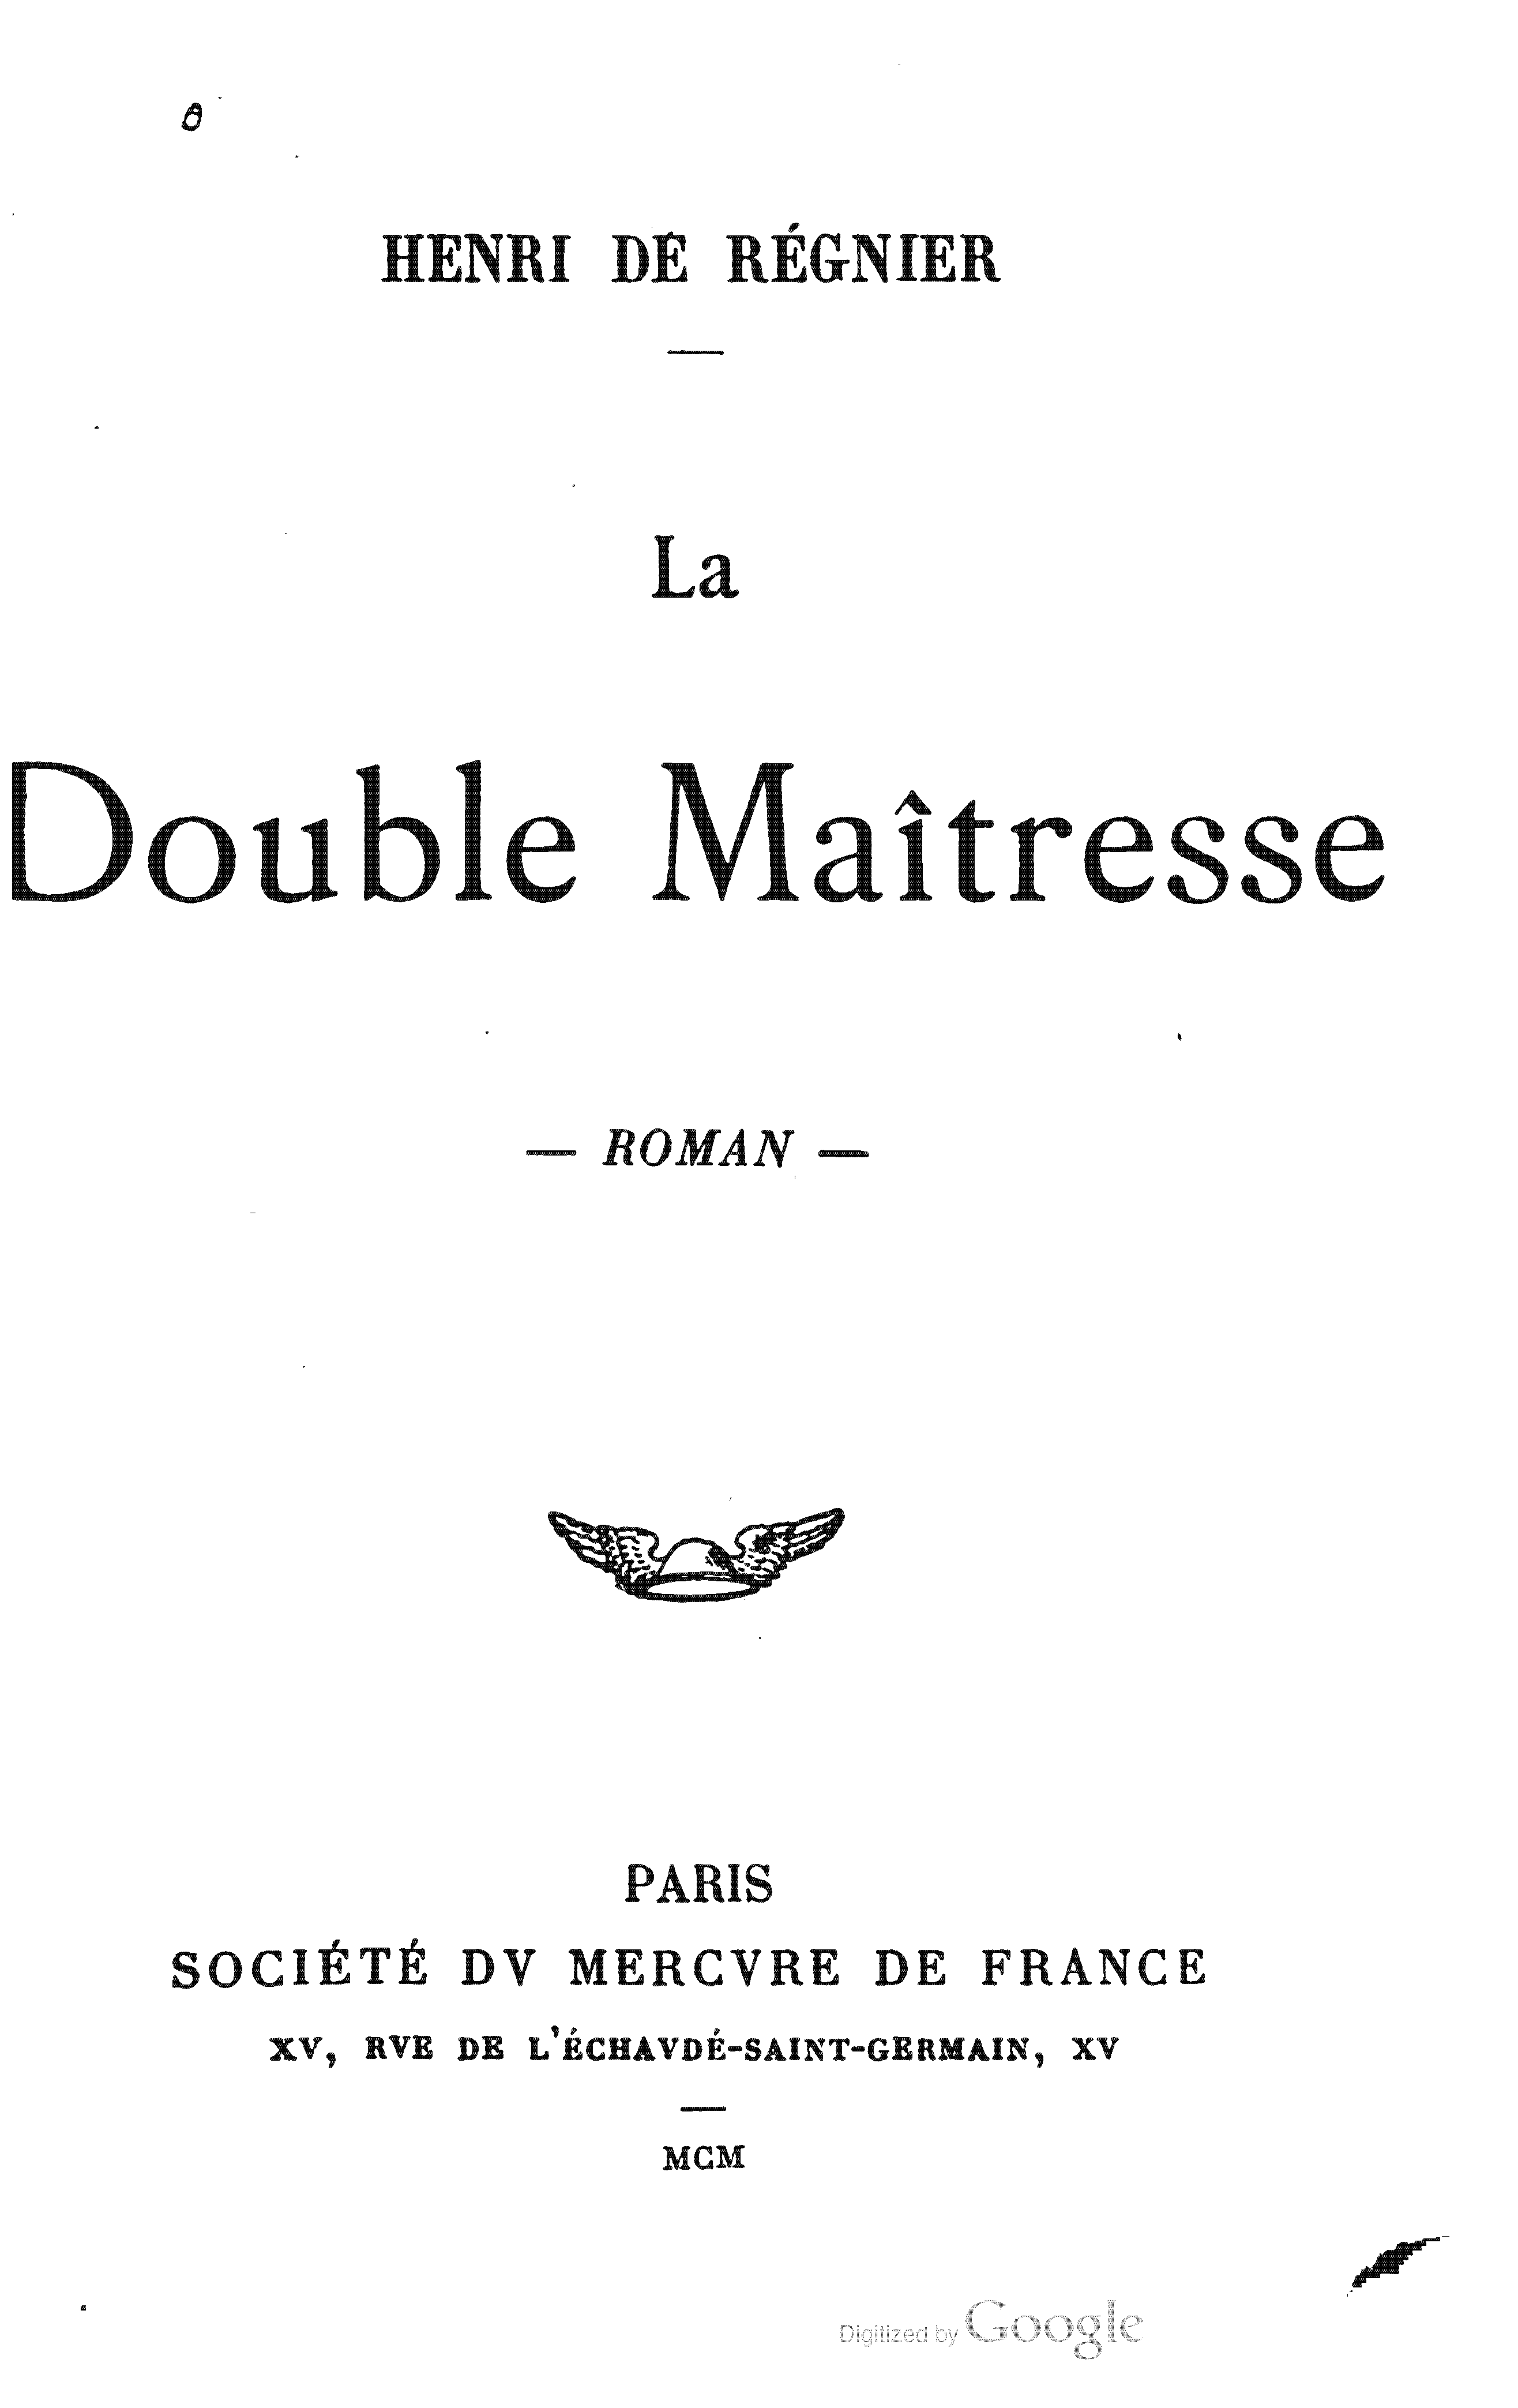 HENRI DE RÉGNIER
La
Double Maîtresse
— ROMAN —
PARIS
SOCIÉTÉ DV MERCVRE DE FRANCE
XV, RVE DE L'ÉCHAVDÉ-SAINT-GERMAIN, XV
MCM
Digitized by Google